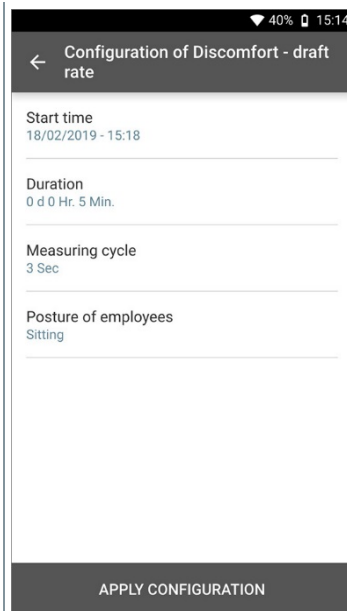 40% 15:14
Configuration of Discomfort - draft
rate
Start time
18/02/2019 - 15:18
Duration
0 d 0 Hr. 5 Min.
Measuring cycle
3 Sec
Posture of employees
Sitting
APPLY CONFIGURATION